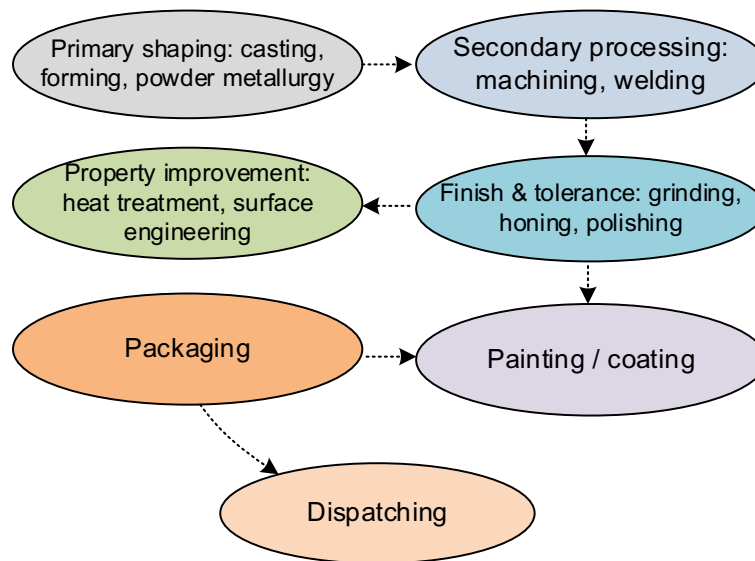 Primary shaping: casting,
forming, powder metallurgy
Secondary processing:
machining, welding
Property improvement:
heat treatment, surface
engineering
Finish & tolerance: grinding,
honing, polishing
Packaging
Painting / coating
Dispatching